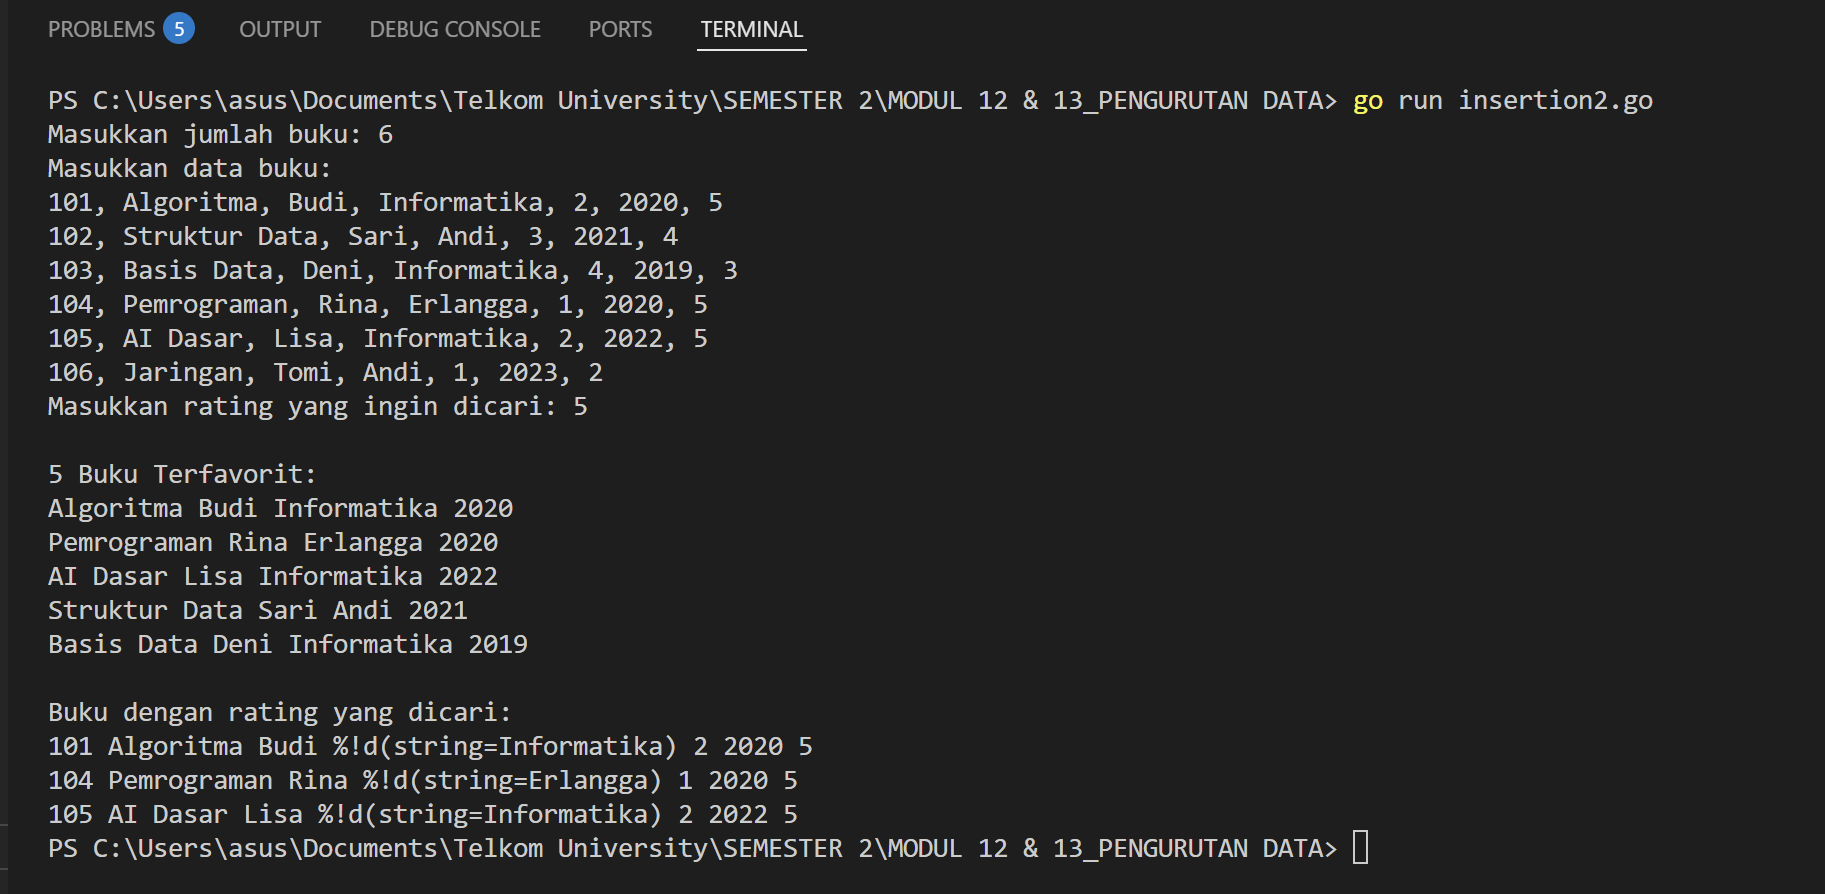 PROBLEMS 5 OUTPUT DEBUG CONSOLE PORTS TERMINAL
PS C:\Users\asus\Documents\Telkom University\SEMESTER 2\MODUL 12 & 13_PENGURUTAN DATA> go run insertion2.go
Masukkan jumlah buku: 6
Masukkan data buku:
101, Algoritma, Budi, Informatika, 2, 2020, 5
102, Struktur Data, Sari, Andi, 3, 2021, 4
103, Basis Data, Deni, Informatika, 4, 2019, 3
104, Pemrograman, Rina, Erlangga, 1, 2020, 5
105, AI Dasar, Lisa, Informatika, 2, 2022, 5
106, Jaringan, Tomi, Andi, 1, 2023, 2
Masukkan rating yang ingin dicari: 5
5 Buku Terfavorit:
Algoritma Budi Informatika 2020
Pemrograman Rina Erlangga 2020
AI Dasar Lisa Informatika 2022
Struktur Data Sari Andi 2021
Basis Data Deni Informatika 2019
Buku dengan rating yang dicari:
101 Algoritma Budi %!d(string=Informatika) 2 2020 5
104 Pemrograman Rina %!d(string=Erlangga) 1 2020 5
105 AI Dasar Lisa %!d(string=Informatika) 2 2022 5
PS C:\Users\asus\Documents\Telkom University\SEMESTER 2\MODUL 12 & 13_PENGURUTAN DATA>